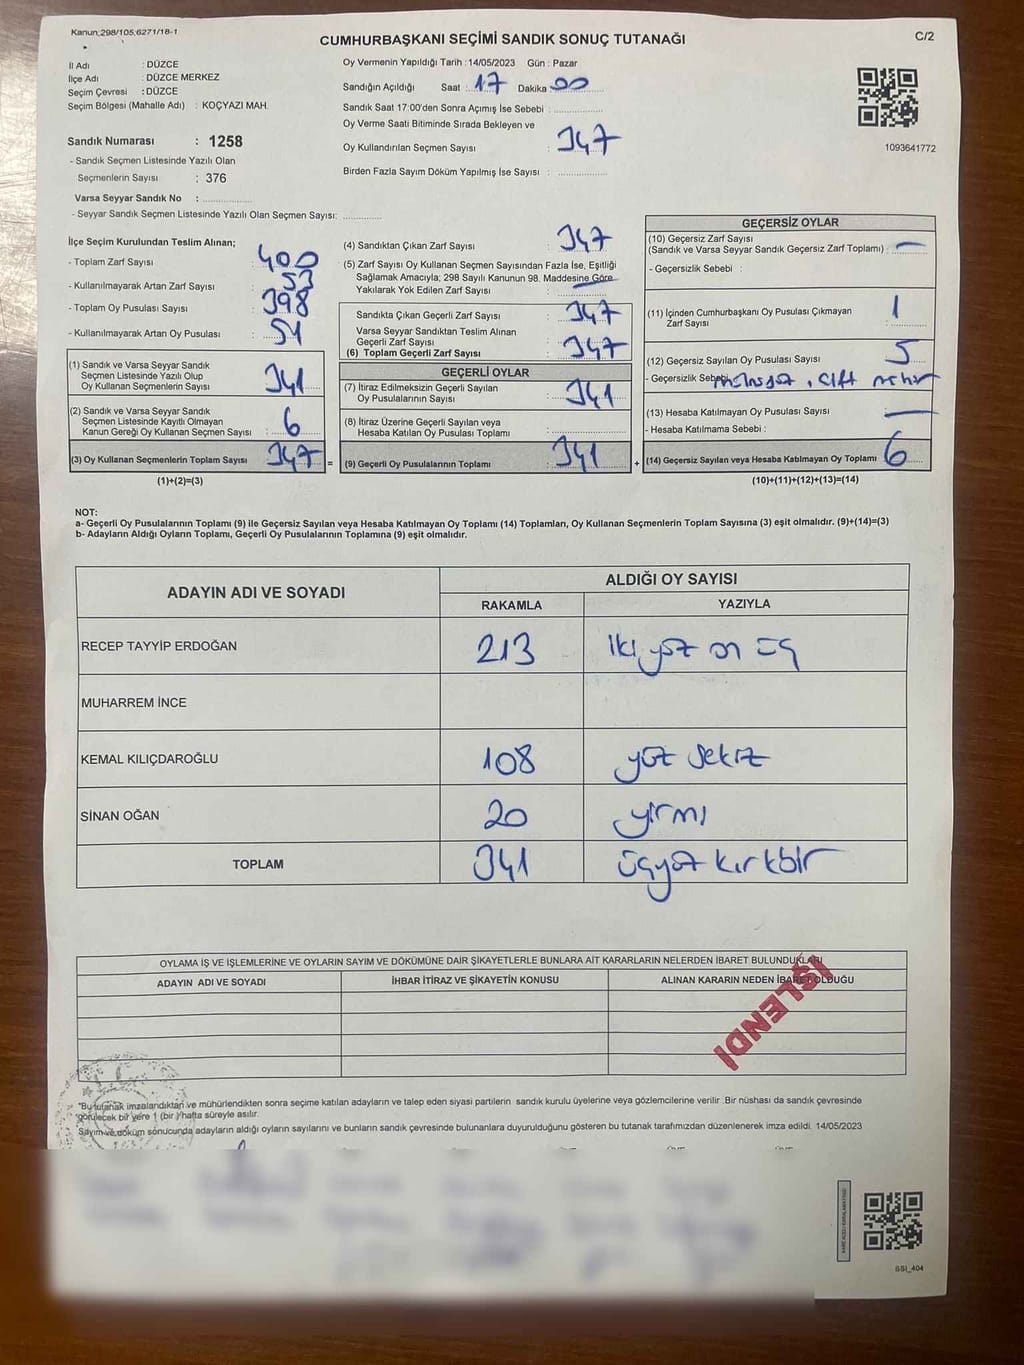 Kanun:298/105,6271/18-1
C/2
CUMHURBAŞKANI SEÇİMİ SANDIK SONUÇ TUTANAĞI
İl Adı : DÜZCE
İlçe Adı : DÜZCE MERKEZ
Seçim Çevresi : DÜZCE
Seçim Bölgesi (Mahalle Adı) : KOÇYAZI MAH.
Sandık Numarası : 1258
- Sandık Seçmen Listesinde Yazılı Olan
Seçmenlerin Sayısı : 376
Varsa Seyyar Sandık No :
- Seyyar Sandık Seçmen Listesinde Yazılı Olan Seçmen Sayısı:
Oy Vermenin Yapıldığı Tarih : 14/05/2023 Gün : Pazar
Sandığın Açıldığı Saat : 17 Dakika : 00
Sandık Saat 17:00'den Sonra Açımış İse Sebebi :
Oy Verme Saati Bitiminde Sırada Bekleyen ve
Oy Kullandırılan Seçmen Sayısı : 347
Birden Fazla Sayım Döküm Yapılmış İse Sayısı :
1093641772
İlçe Seçim Kurulundan Teslim Alınan;
- Toplam Zarf Sayısı : 400
- Kullanılmayarak Artan Zarf Sayısı : 53
- Toplam Oy Pusulası Sayısı : 398
- Kullanılmayarak Artan Oy Pusulası : 51
(1) Sandık ve Varsa Seyyar Sandık
Seçmen Listesinde Yazılı Olup
Oy Kullanan Seçmenlerin Sayısı : 341
(2) Sandık ve Varsa Seyyar Sandık
Seçmen Listesinde Kayıtlı Olmayan
Kanun Gereği Oy Kullanan Seçmen Sayısı : 6
(3) Oy Kullanan Seçmenlerin Toplam Sayısı : 347 =
(1)+(2)=(3)
(4) Sandıktan Çıkan Zarf Sayısı : 347
(5) Zarf Sayısı Oy Kullanan Seçmen Sayısından Fazla İse, Eşitliği
Sağlamak Amacıyla; 298 Sayılı Kanunun 98. Maddesine Göre
Yakılarak Yok Edilen Zarf Sayısı : —
Sandıkta Çıkan Geçerli Zarf Sayısı : 347
Varsa Seyyar Sandıktan Teslim Alınan
Geçerli Zarf Sayısı :
(6) Toplam Geçerli Zarf Sayısı : 347
GEÇERLİ OYLAR
(7) İtiraz Edilmeksizin Geçerli Sayılan
Oy Pusulalarının Sayısı : 341
(8) İtiraz Üzerine Geçerli Sayılan veya
Hesaba Katılan Oy Pusulası Toplamı :
(9) Geçerli Oy Pusulalarının Toplamı : 341 +
GEÇERSİZ OYLAR
(10) Geçersiz Zarf Sayısı
(Sandık ve Varsa Seyyar Sandık Geçersiz Zarf Toplamı) : —
- Geçersizlik Sebebi :
(11) İçinden Cumhurbaşkanı Oy Pusulası Çıkmayan
Zarf Sayısı : 1
(12) Geçersiz Sayılan Oy Pusulası Sayısı : 5
- Geçersizlik Sebebi , çift mühür
(13) Hesaba Katılmayan Oy Pusulası Sayısı : —
- Hesaba Katılmama Sebebi :
(14) Geçersiz Sayılan veya Hesaba Katılmayan Oy Toplamı : 6
(10)+(11)+(12)+(13)=(14)
NOT:
a- Geçerli Oy Pusulalarının Toplamı (9) ile Geçersiz Sayılan veya Hesaba Katılmayan Oy Toplamı (14) Toplamları, Oy Kullanan Seçmenlerin Toplam Sayısına (3) eşit olmalıdır. (9)+(14)=(3)
b- Adayların Aldığı Oyların Toplamı, Geçerli Oy Pusulalarının Toplamına (9) eşit olmalıdır.
ADAYIN ADI VE SOYADI
ALDIĞI OY SAYISI
RAKAMLA YAZIYLA
RECEP TAYYİP ERDOĞAN 213 iki yüz on üç
MUHARREM İNCE
KEMAL KILIÇDAROĞLU 108 yüz sekiz
SİNAN OĞAN 20 yirmi
TOPLAM 341 üçyüz kırkbir
OYLAMA İŞ VE İŞLEMLERİNE VE OYLARIN SAYIM VE DÖKÜMÜNE DAİR ŞİKAYETLERLE BUNLARA AİT KARARLARIN NELERDEN İBARET BULUNDUKLARI
ADAYIN ADI VE SOYADI İHBAR İTİRAZ VE ŞİKAYETİN KONUSU ALINAN KARARIN NEDEN İBARET OLDUĞU
İŞLENDİ
"Bu tutanak imzalandıktan ve mühürlendikten sonra seçime katılan adayların ve talep eden siyasi partilerin sandık kurulu üyelerine veya gözlemcilerine verilir. Bir nüshası da sandık çevresinde
görülecek bir yere 1 (bir) hafta süreyle asılır.
Sayım ve döküm sonucunda adayların aldığı oyların sayılarını ve bunların sandık çevresinde bulunanlara duyurulduğunu gösteren bu tutanak tarafımızdan düzenlenerek imza edildi. 14/05/2023
SSI_404